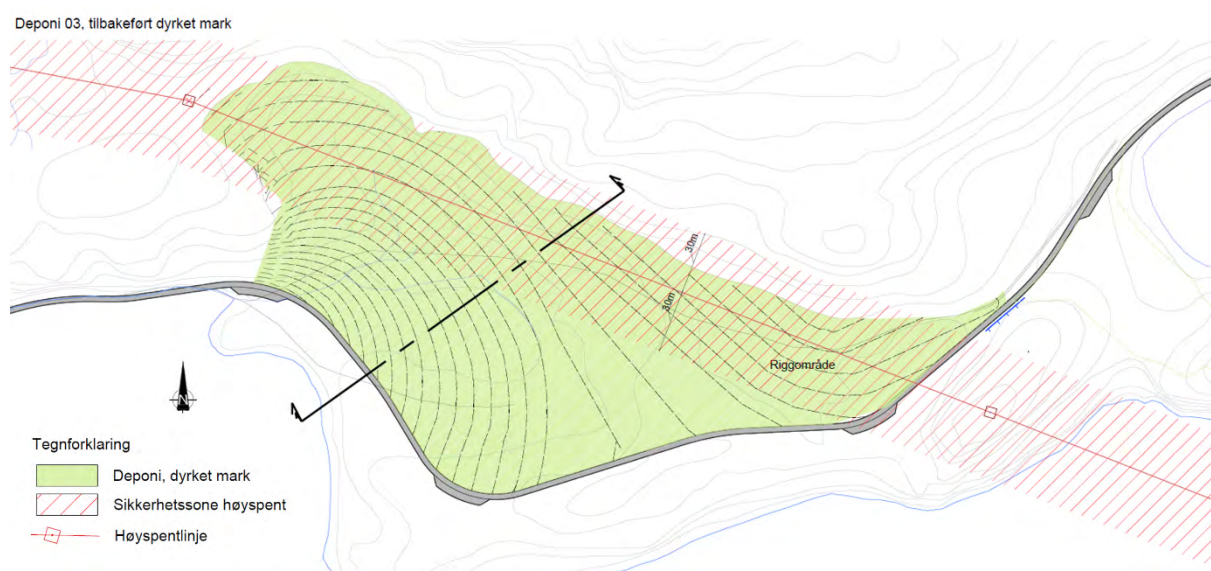 Deponi 03, tilbakeført dyrket mark
30m
30m
Riggområde
N
Tegnforklaring
Deponi, dyrket mark
Sikkerhetssone høyspent
Høyspentlinje